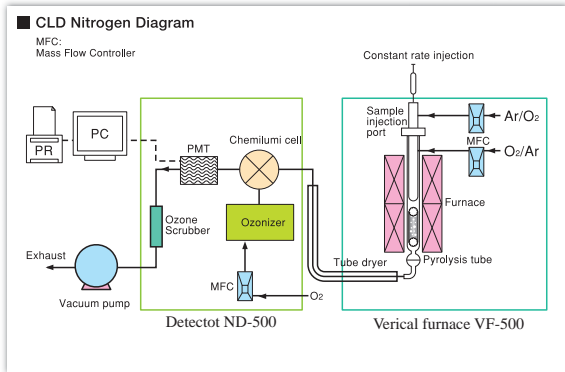 CLD Nitrogen Diagram
MFC:
Mass Flow Controller
Constant rate injection
Sample
injection
port
Ar/O2
MFC
O2/Ar
Furnace
Pyrolysis tube
Tube dryer
Chemilumi cell
PMT
PC
PR
Ozone
Scrubber
Ozonizer
Exhaust
Vacuum pump
MFC
O2
Detectot ND-500
Verical furnace VF-500